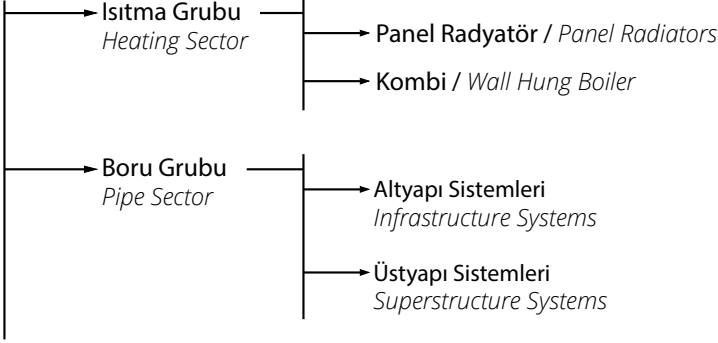 Isıtma Grubu
Heating Sector
Panel Radyatör / Panel Radiators
Kombi / Wall Hung Boiler
Boru Grubu
Pipe Sector
Altyapı Sistemleri
Infrastructure Systems
Üstyapı Sistemleri
Superstructure Systems